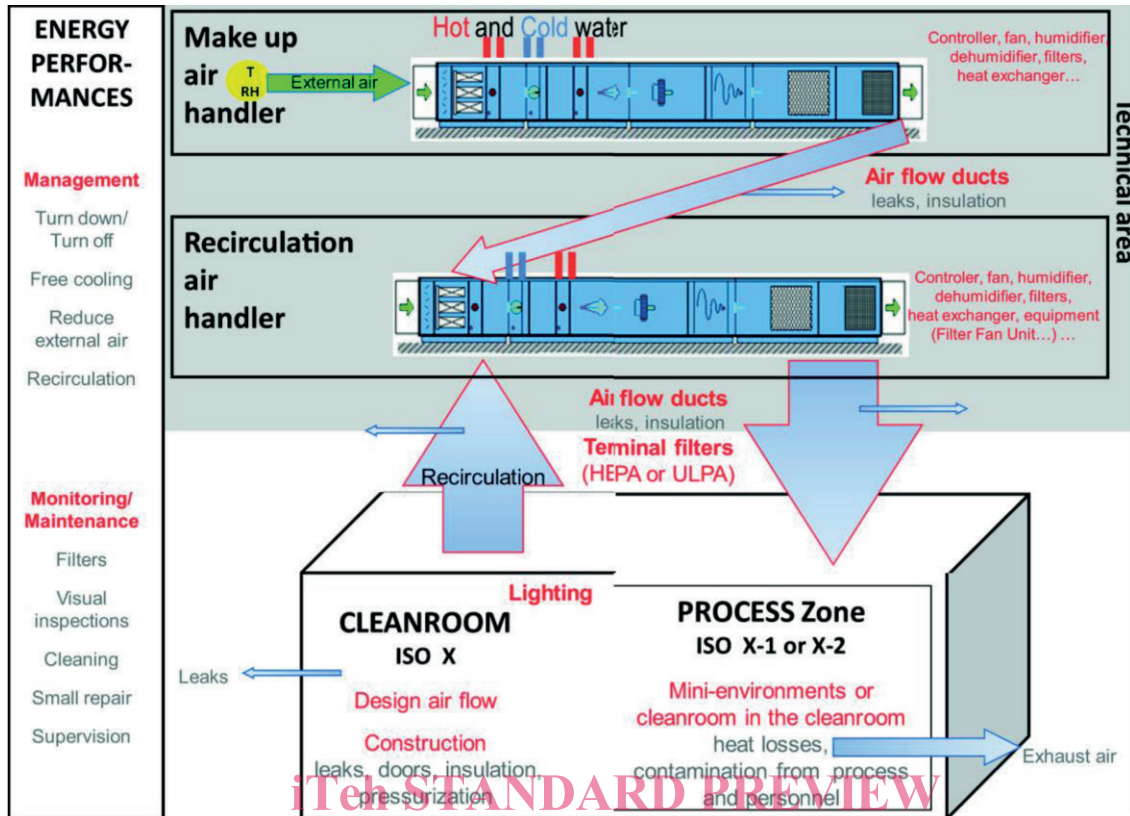 ENERGY
PERFOR-
MANCES
Management
Turn down/
Turn off
Free cooling
Reduce
external air
Recirculation
Monitoring/
Maintenance
Filters
Visual
inspections
Cleaning
Small repair
Supervision
Make up
air
handler
T
RH
External air
Hot and Cold water
Controller, fan, humidifier,
dehumidifier, filters,
heat exchanger...
Technical area
Air flow ducts
leaks, insulation
Recirculation
air
handler
Controler, fan, humidifier,
dehumidifier, filters,
heat exchanger, equipment
(Filter Fan Unit...) ...
Air flow ducts
leaks, insulation
Terminal filters
(HEPA or ULPA)
Recirculation
Lighting
CLEANROOM
ISO X
Design air flow
Construction
leaks, doors, insulation,
pressurization
Leaks
PROCESS Zone
ISO X-1 or X-2
Mini-environments or
cleanroom in the cleanroom
heat losses,
contamination from process
and personnel
Exhaust air
iTeh STANDARD PREVIEW